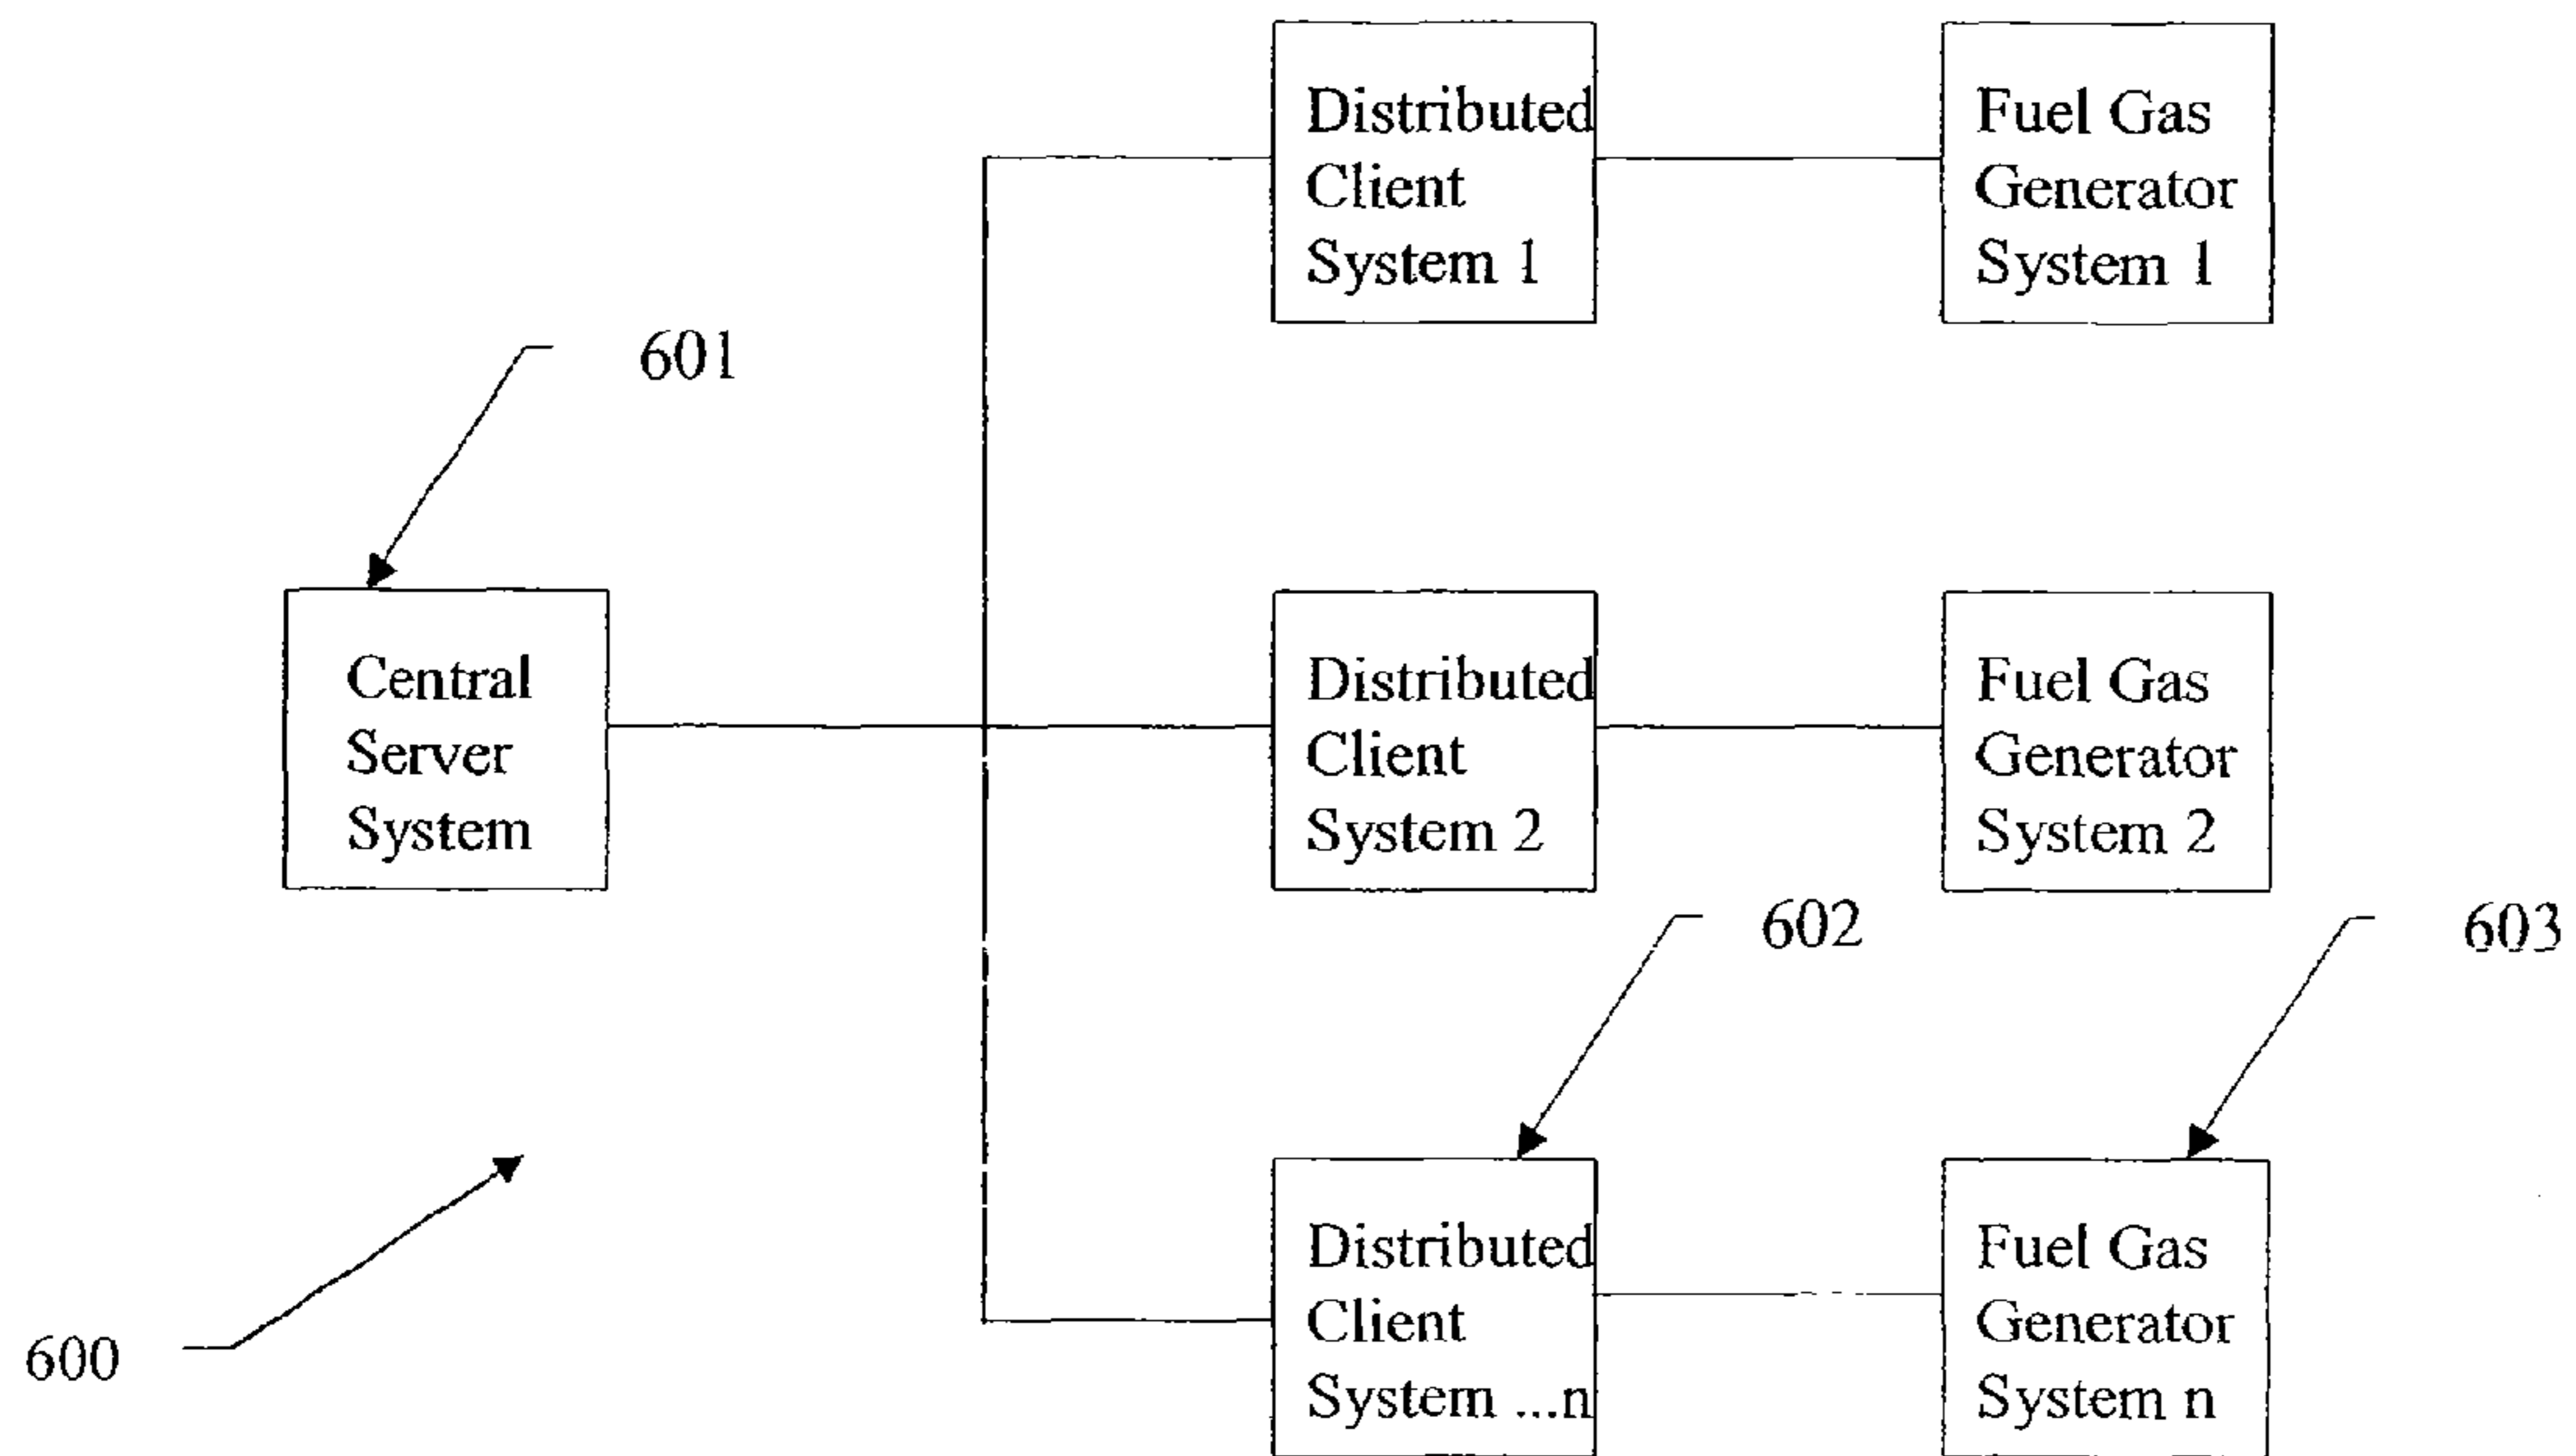 Distributed
Client
System 1
Fuel Gas
Generator
System 1
601
Central
Server
System
Distributed
Client
System 2
Fuel Gas
Generator
System 2
602
603
Distributed
Client
System ...n
Fuel Gas
Generator
System n
600